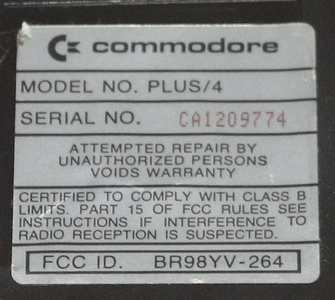 commodore
MODEL NO. PLUS/4
SERIAL NO. CA1209774
ATTEMPTED REPAIR BY
UNAUTHORIZED PERSONS
VOIDS WARRANTY
CERTIFIED TO COMPLY WITH CLASS B
LIMITS. PART 15 OF FCC RULES SEE
INSTRUCTIONS IF INTERFERENCE TO
RADIO RECEPTION IS SUSPECTED.
FCC ID. BR98YV-264